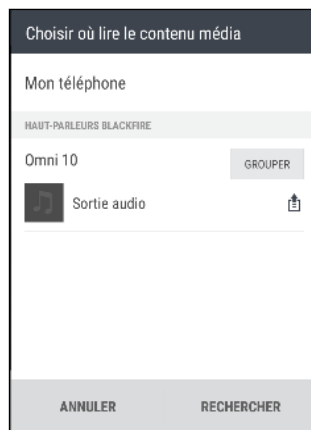 Choisir où lire le contenu média
Mon téléphone
HAUT-PARLEURS BLACKFIRE
Omni 10
GROUPER
Sortie audio
ANNULER
RECHERCHER